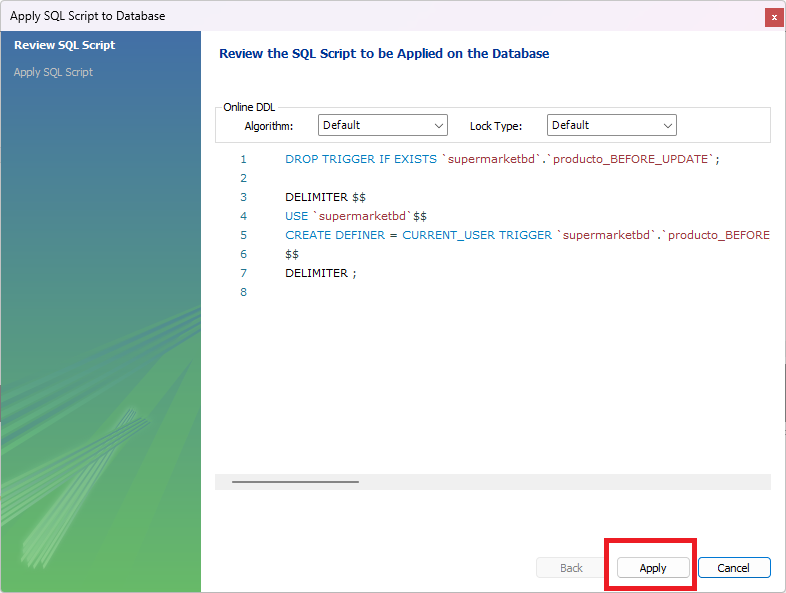 Apply SQL Script to Database
Review SQL Script
Apply SQL Script
Review the SQL Script to be Applied on the Database
Online DDL
Algorithm: Default Lock Type: Default
1 DROP TRIGGER IF EXISTS `supermarketbd`.`producto_BEFORE_UPDATE`;
2
3 DELIMITER $$
4 USE `supermarketbd`$$
5 CREATE DEFINER = CURRENT_USER TRIGGER `supermarketbd`.`producto_BEFORE
6 $$
7 DELIMITER ;
8
Back Apply Cancel